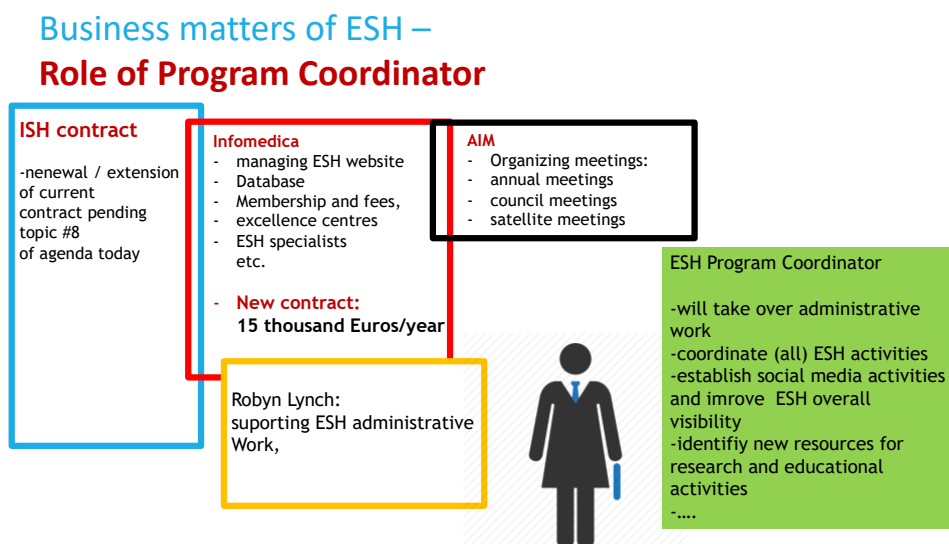 Business matters of ESH –
Role of Program Coordinator
ISH contract
-nenewal / extension
of current
contract pending
topic #8
of agenda today
Infomedica
- managing ESH website
- Database
- Membership and fees,
- excellence centres
- ESH specialists
etc.
- New contract:
15 thousand Euros/year
AIM
- Organizing meetings:
- annual meetings
- council meetings
- satellite meetings
Robyn Lynch:
suporting ESH administrative
Work,
ESH Program Coordinator
-will take over administrative
work
-coordinate (all) ESH activities
-establish social media activities
and imrove ESH overall
visibility
-identifiy new resources for
research and educational
activities
-....